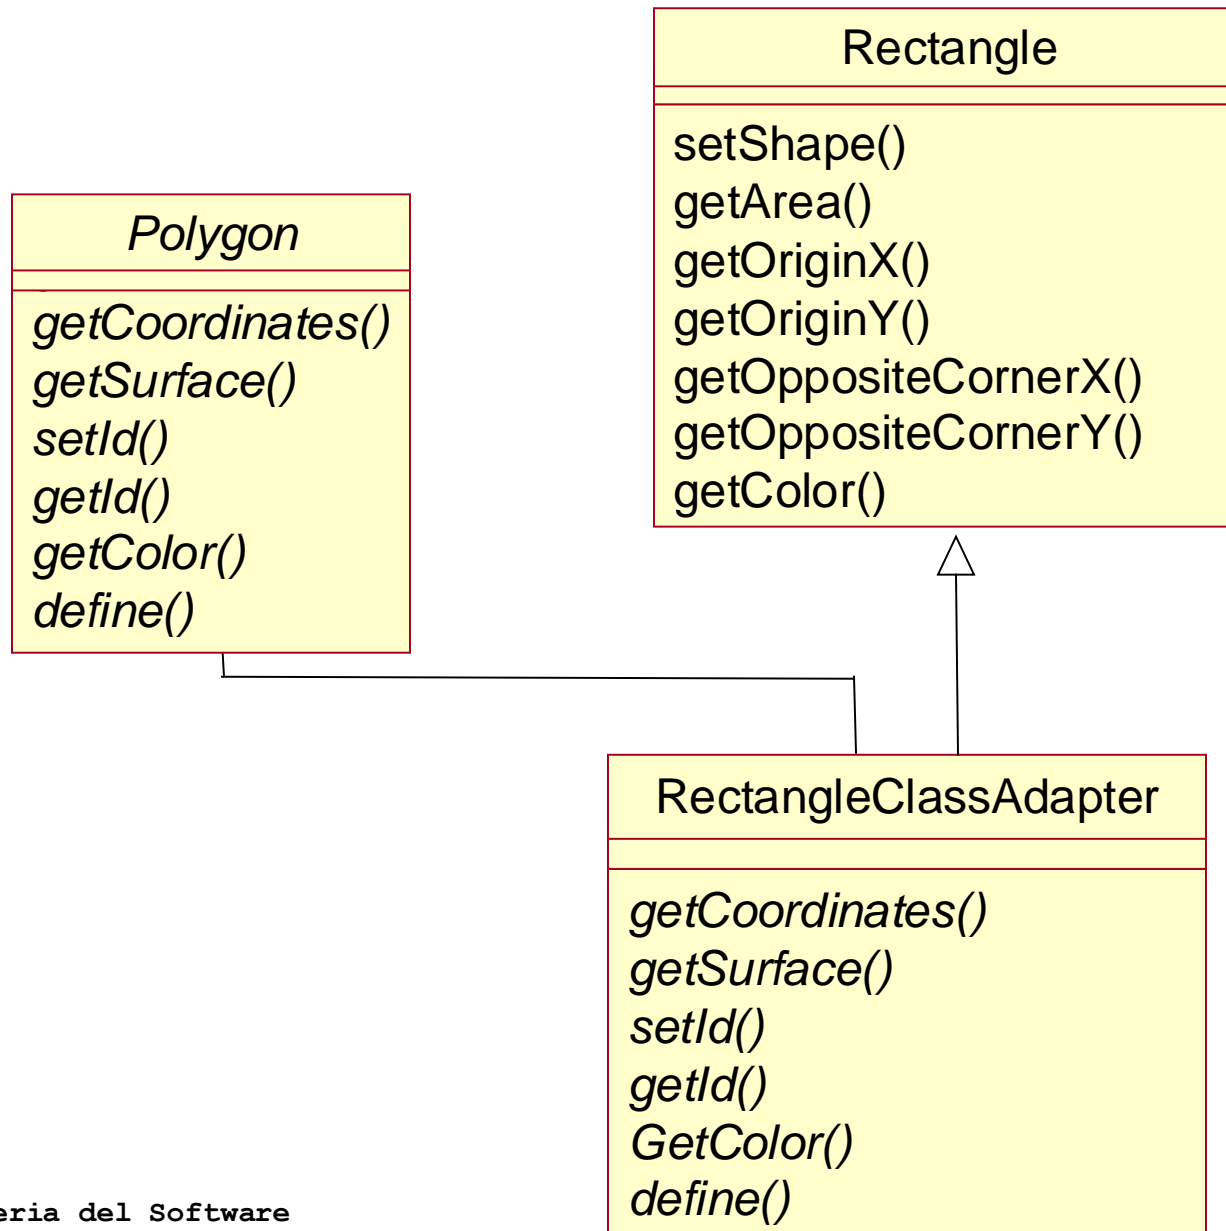 Rectangle
setShape()
getArea()
getOriginX()
getOriginY()
getOppositeCornerX()
getOppositeCornerY()
getColor()
Polygon
getCoordinates()
getSurface()
setId()
getId()
getColor()
define()
RectangleClassAdapter
getCoordinates()
getSurface()
setId()
getId()
GetColor()
define()
eria del Software